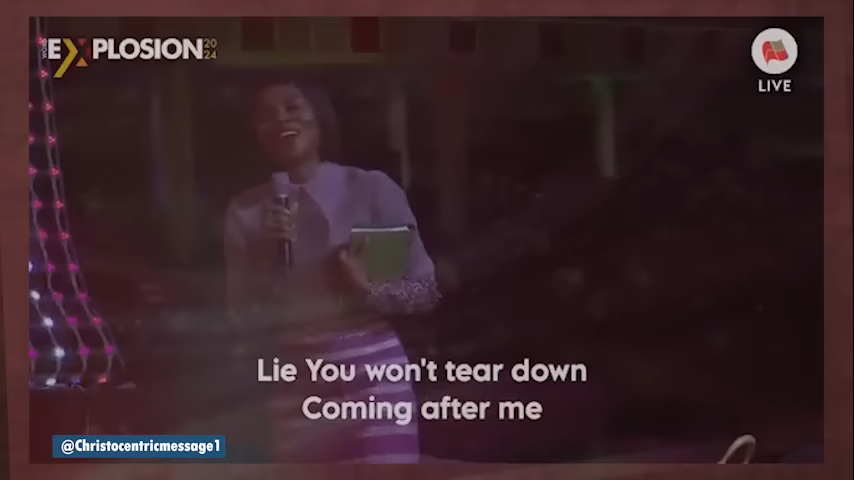 EXPLOSION 2024
LIVE
Lie You won't tear down
Coming after me
@Christocentricmessage1